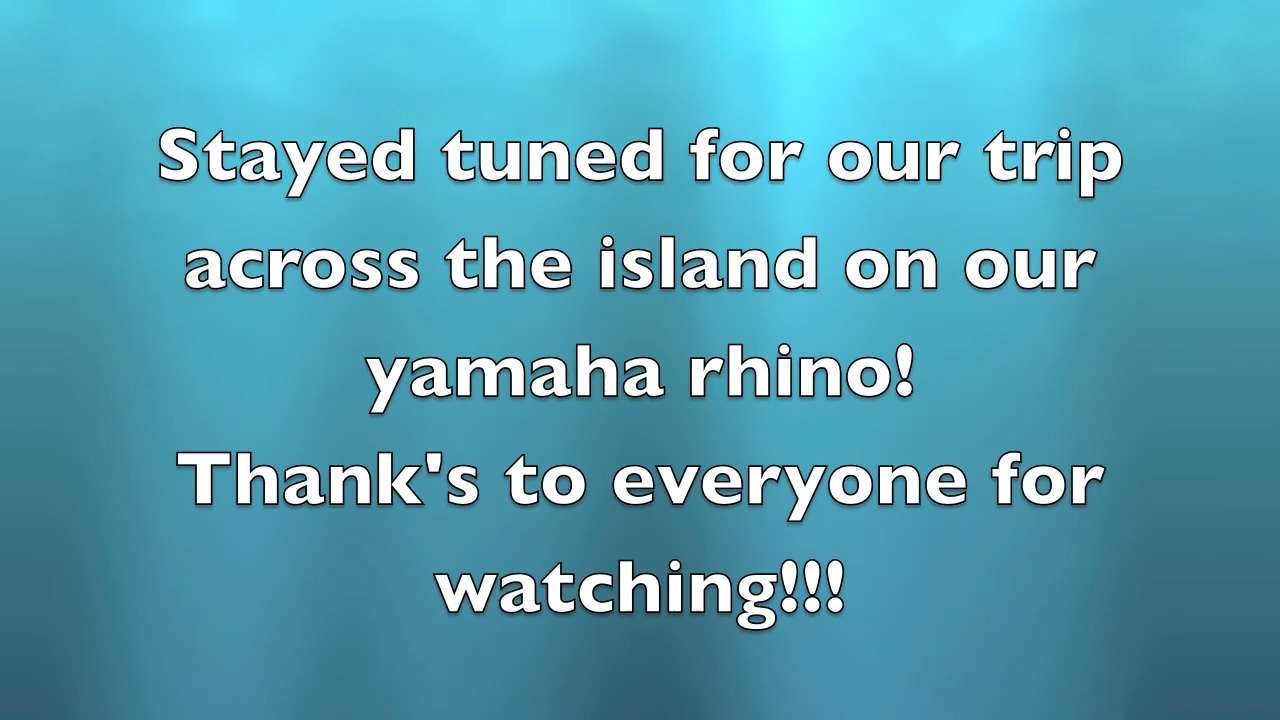 Stayed tuned for our trip
across the island on our
yamaha rhino!
Thank's to everyone for
watching!!!